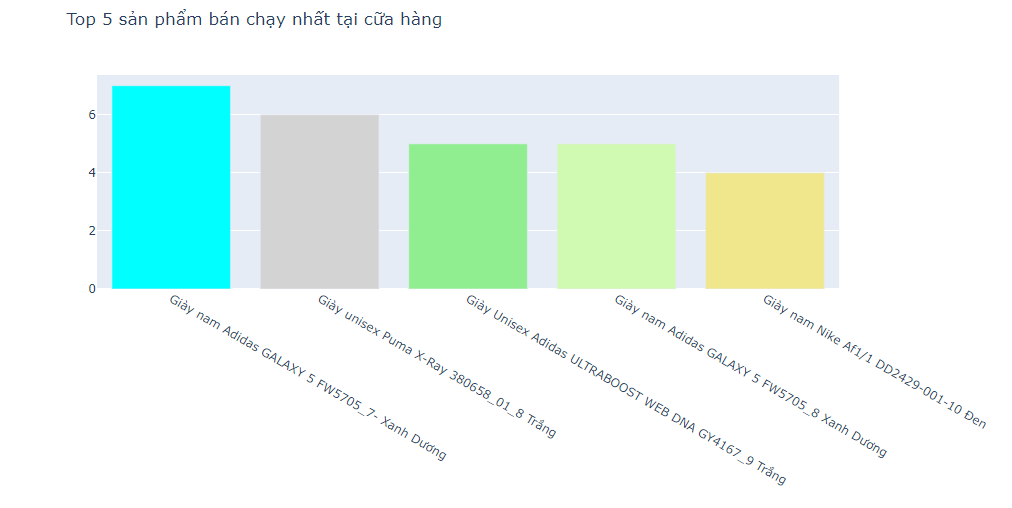 Top 5 sản phẩm bán chạy nhất tại cữa hàng
6
4
2
0
Giày nam Adidas GALAXY 5 FW5705_7- Xanh Dương
Giày unisex Puma X-Ray 380658_01_8 Trắng
Giày Unisex Adidas ULTRABOOST WEB DNA GY4167_9 Trắng
Giày nam Adidas GALAXY 5 FW5705_8 Xanh Dương
Giày nam Nike Af1/1 DD2429-001-10 Đen